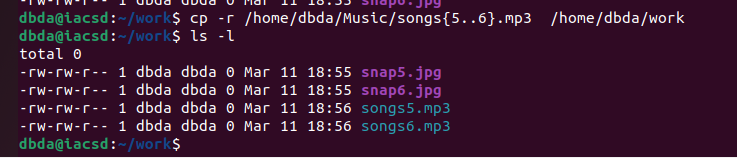 snap6.jpg
dbda@iacsd:~/work$ cp -r /home/dbda/Music/songs{5..6}.mp3  /home/dbda/work
dbda@iacsd:~/work$ ls -l
total 0
-rw-rw-r-- 1 dbda dbda 0 Mar 11 18:55 snap5.jpg
-rw-rw-r-- 1 dbda dbda 0 Mar 11 18:55 snap6.jpg
-rw-rw-r-- 1 dbda dbda 0 Mar 11 18:56 songs5.mp3
-rw-rw-r-- 1 dbda dbda 0 Mar 11 18:56 songs6.mp3
dbda@iacsd:~/work$